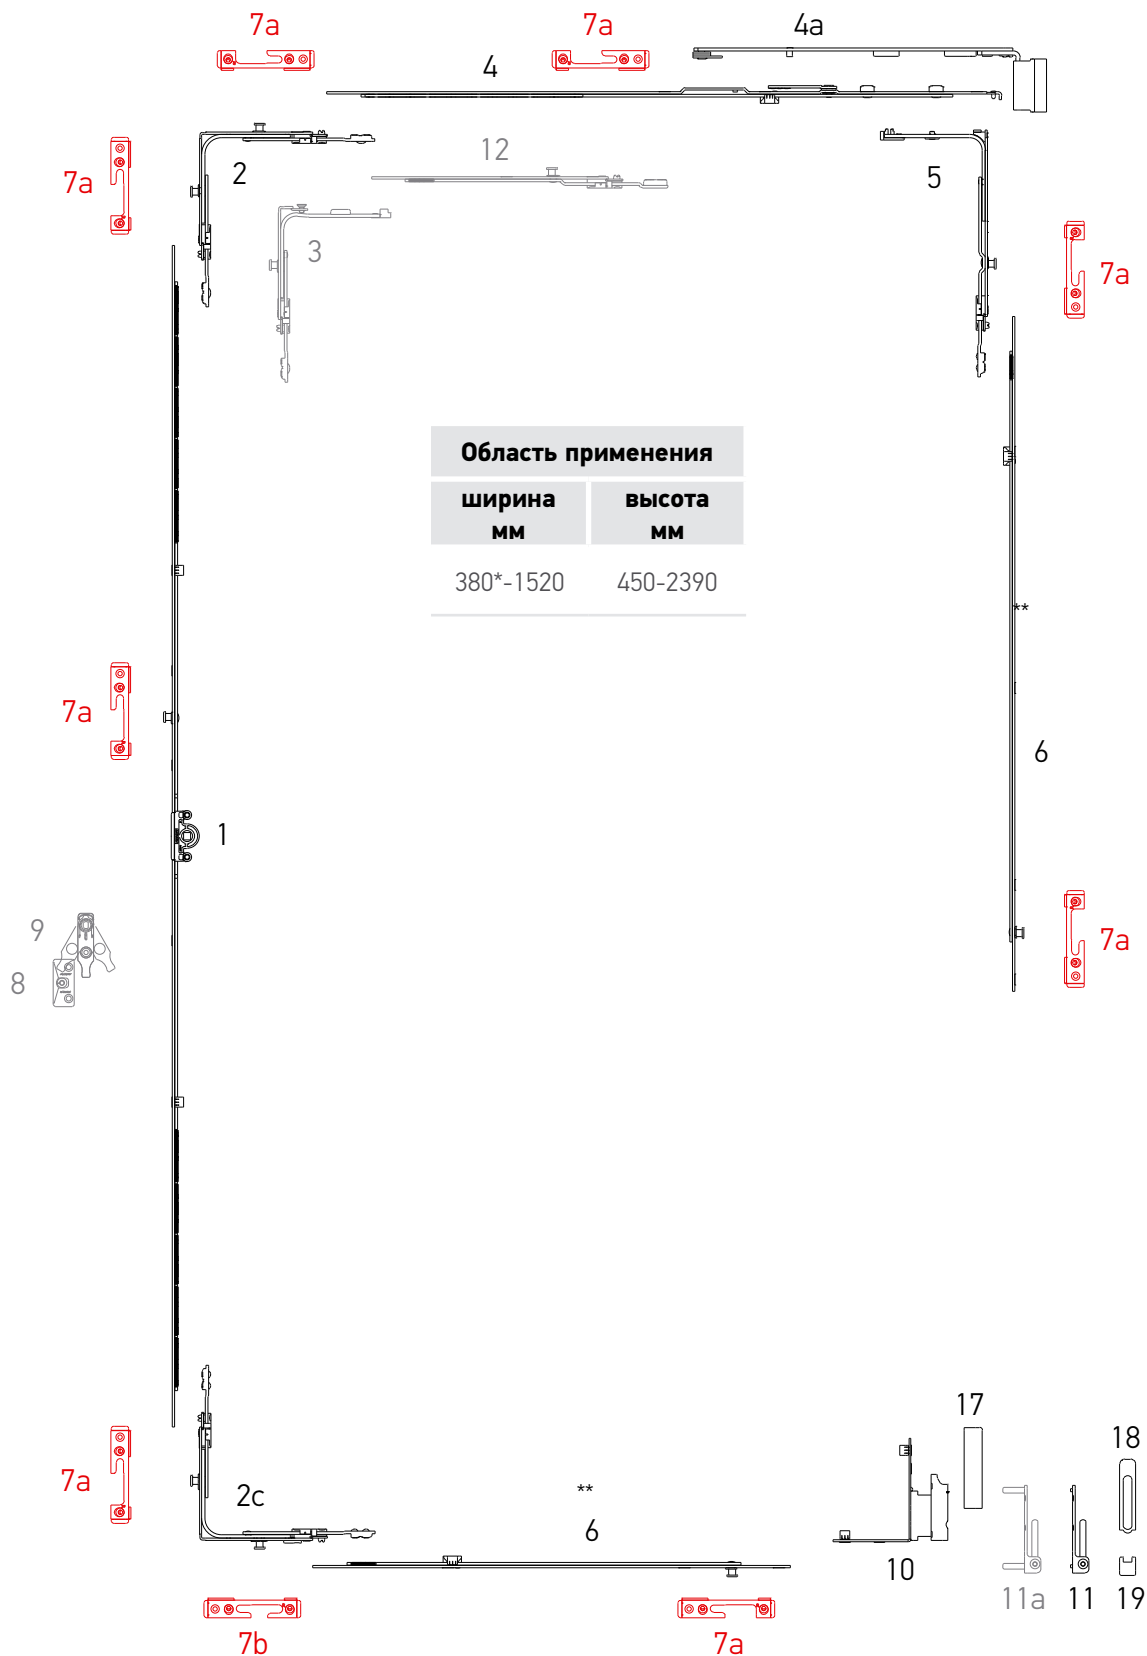 7a
7a
4a
4
2
12
5
7a
3
7a
Область применения
ширина
мм
высота
мм
380*-1520
450-2390
**
7a
6
1
9
8
7a
17
18
7a
2c
**
6
10
11a
11
19
7b
7a